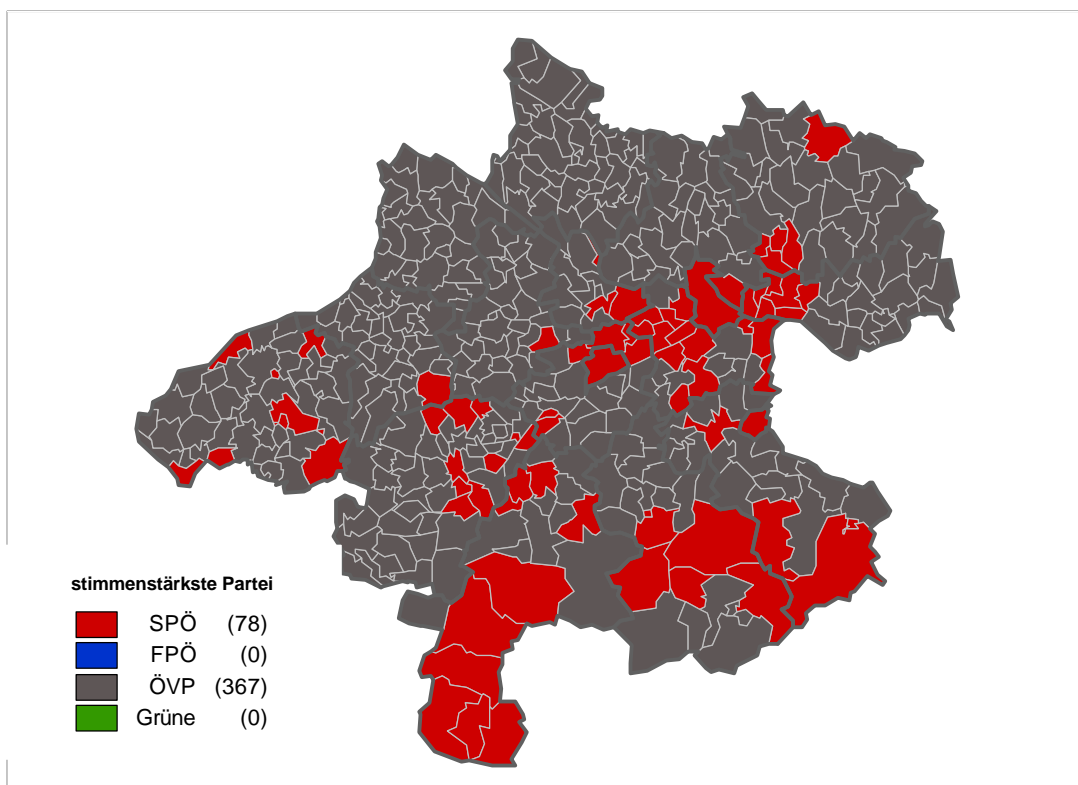 stimmenstärkste Partei
SPÖ (78)
FPÖ (0)
ÖVP (367)
Grüne (0)